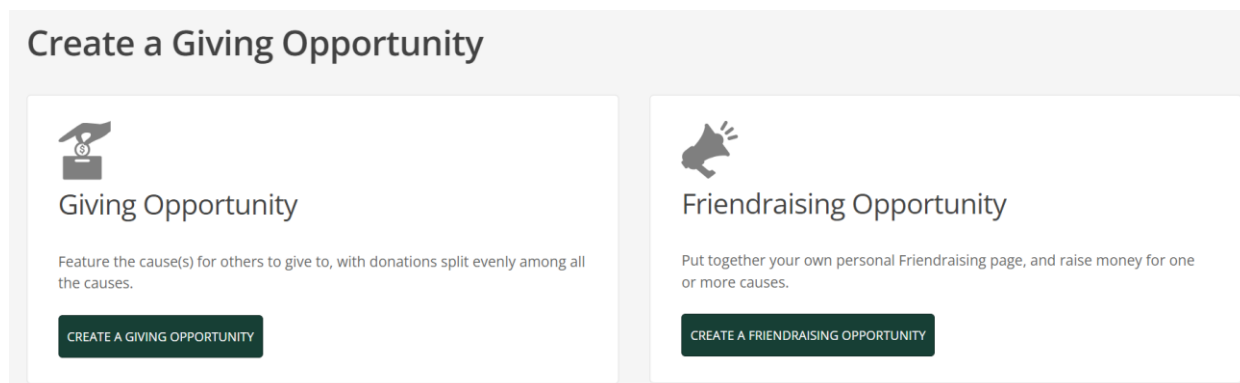 Create a Giving Opportunity
Giving Opportunity
Feature the cause(s) for others to give to, with donations split evenly among all
the causes.
CREATE A GIVING OPPORTUNITY
Friendraising Opportunity
Put together your own personal Friendraising page, and raise money for one
or more causes.
CREATE A FRIENDRAISING OPPORTUNITY